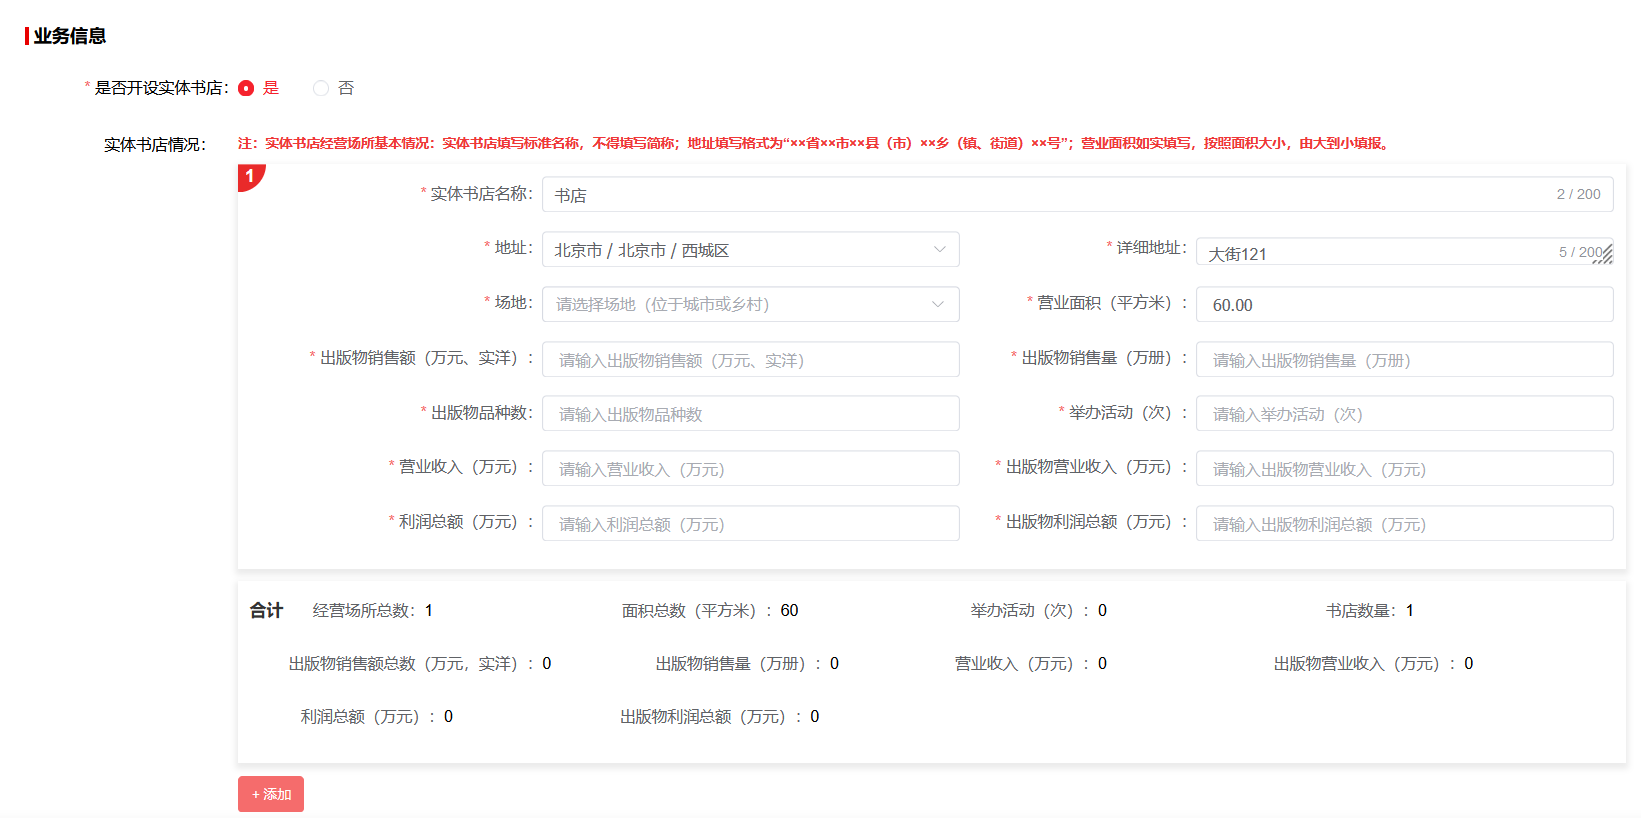 业务信息
* 是否开设实体书店： 是 否
实体书店情况： 注：实体书店经营场所基本情况：实体书店填写标准名称，不得填写简称；地址填写格式为“××省××市××县（市）××乡（镇、街道）××号”；营业面积如实填写，按照面积大小，由大到小填报。
1
* 实体书店名称： 书店 2 / 200
* 地址： 北京市 / 北京市 / 西城区 * 详细地址： 大街121 5 / 200
* 场地： 请选择场地（位于城市或乡村） * 营业面积（平方米）： 60.00
* 出版物销售额（万元、实洋）： 请输入出版物销售额（万元、实洋） * 出版物销售量（万册）： 请输入出版物销售量（万册）
* 出版物品种数： 请输入出版物品种数 * 举办活动（次）： 请输入举办活动（次）
* 营业收入（万元）： 请输入营业收入（万元） * 出版物营业收入（万元）： 请输入出版物营业收入（万元）
* 利润总额（万元）： 请输入利润总额（万元） * 出版物利润总额（万元）： 请输入出版物利润总额（万元）
合计 经营场所总数：1 面积总数（平方米）：60 举办活动（次）：0 书店数量：1
出版物销售额总数（万元，实洋）：0 出版物销售量（万册）：0 营业收入（万元）：0 出版物营业收入（万元）：0
利润总额（万元）：0 出版物利润总额（万元）：0
+ 添加